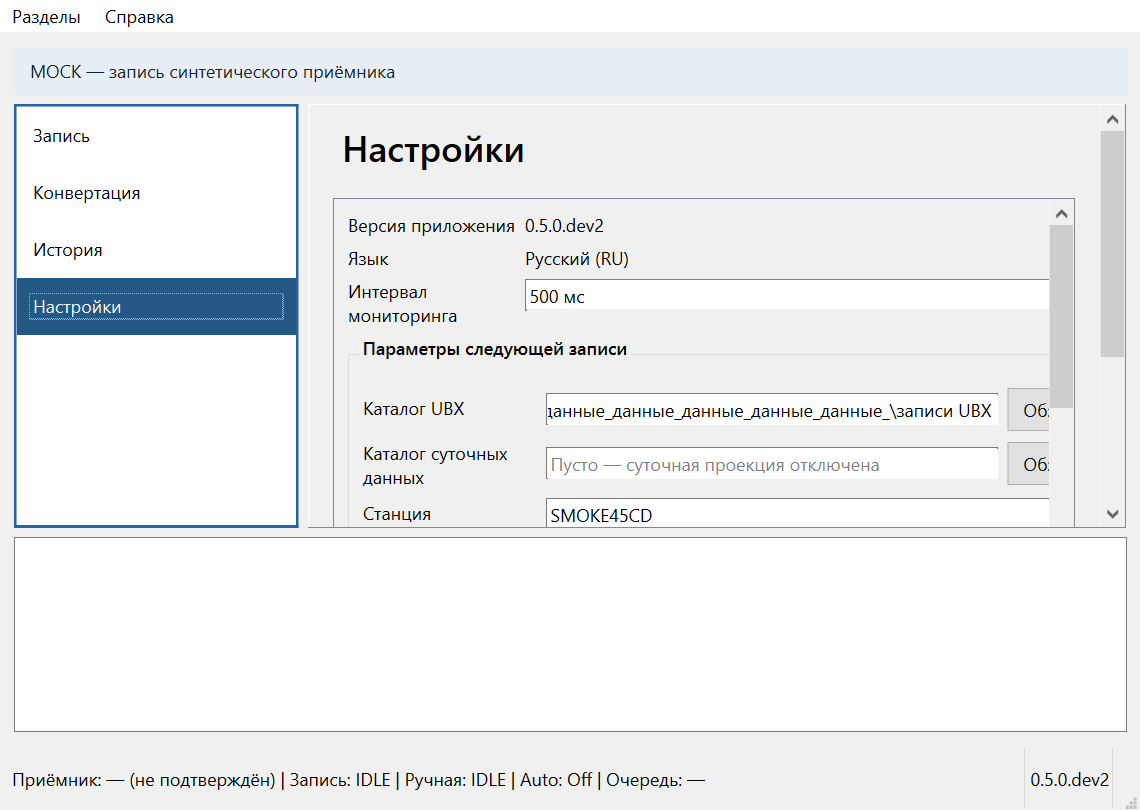 Разделы Справка
МОСК — запись синтетического приёмника
Запись
Конвертация
История
Настройки
Настройки
Версия приложения 0.5.0.dev2
Язык Русский (RU)
Интервал мониторинга 500 мс
Параметры следующей записи
Каталог UBX данные_данные_данные_данные_данные_\записи UBX Об
Каталог суточных данных Пусто — суточная проекция отключена Об
Станция SMOKE45CD
Приёмник: — (не подтверждён) | Запись: IDLE | Ручная: IDLE | Auto: Off | Очередь: — 0.5.0.dev2